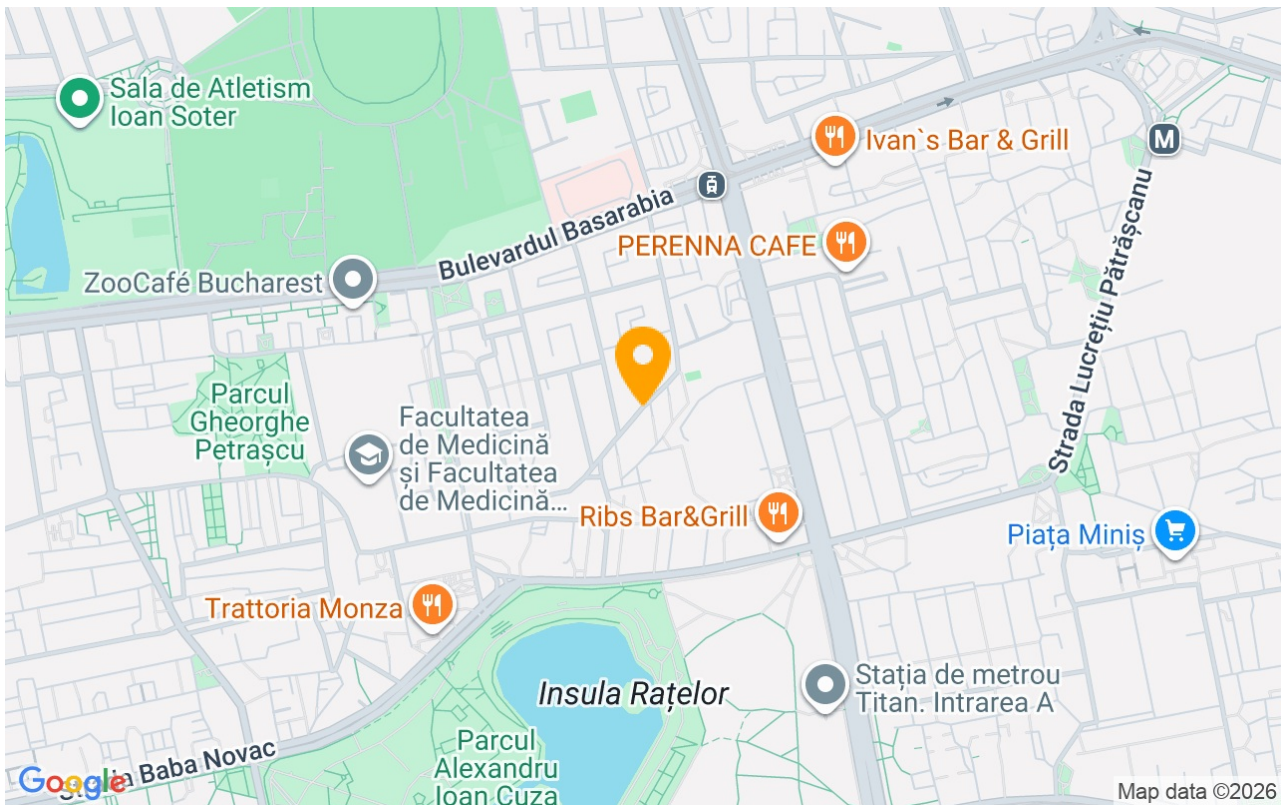 Sala de Atletism
Ioan Soter
Ivan`s Bar & Grill
M
Bulevardul Basarabia
PERENNA CAFE
ZooCafé Bucharest
Strada Lucrețiu Pătrășcanu
Parcul
Gheorghe
Petrașcu
Facultatea
de Medicină
și Facultatea
de Medicină...
Ribs Bar&Grill
Piața Miniș
Trattoria Monza
Stația de metrou
Titan. Intrarea A
Insula Rațelor
Baba Novac
Parcul
Alexandru
Ioan Cuza
Google
Map data ©2026